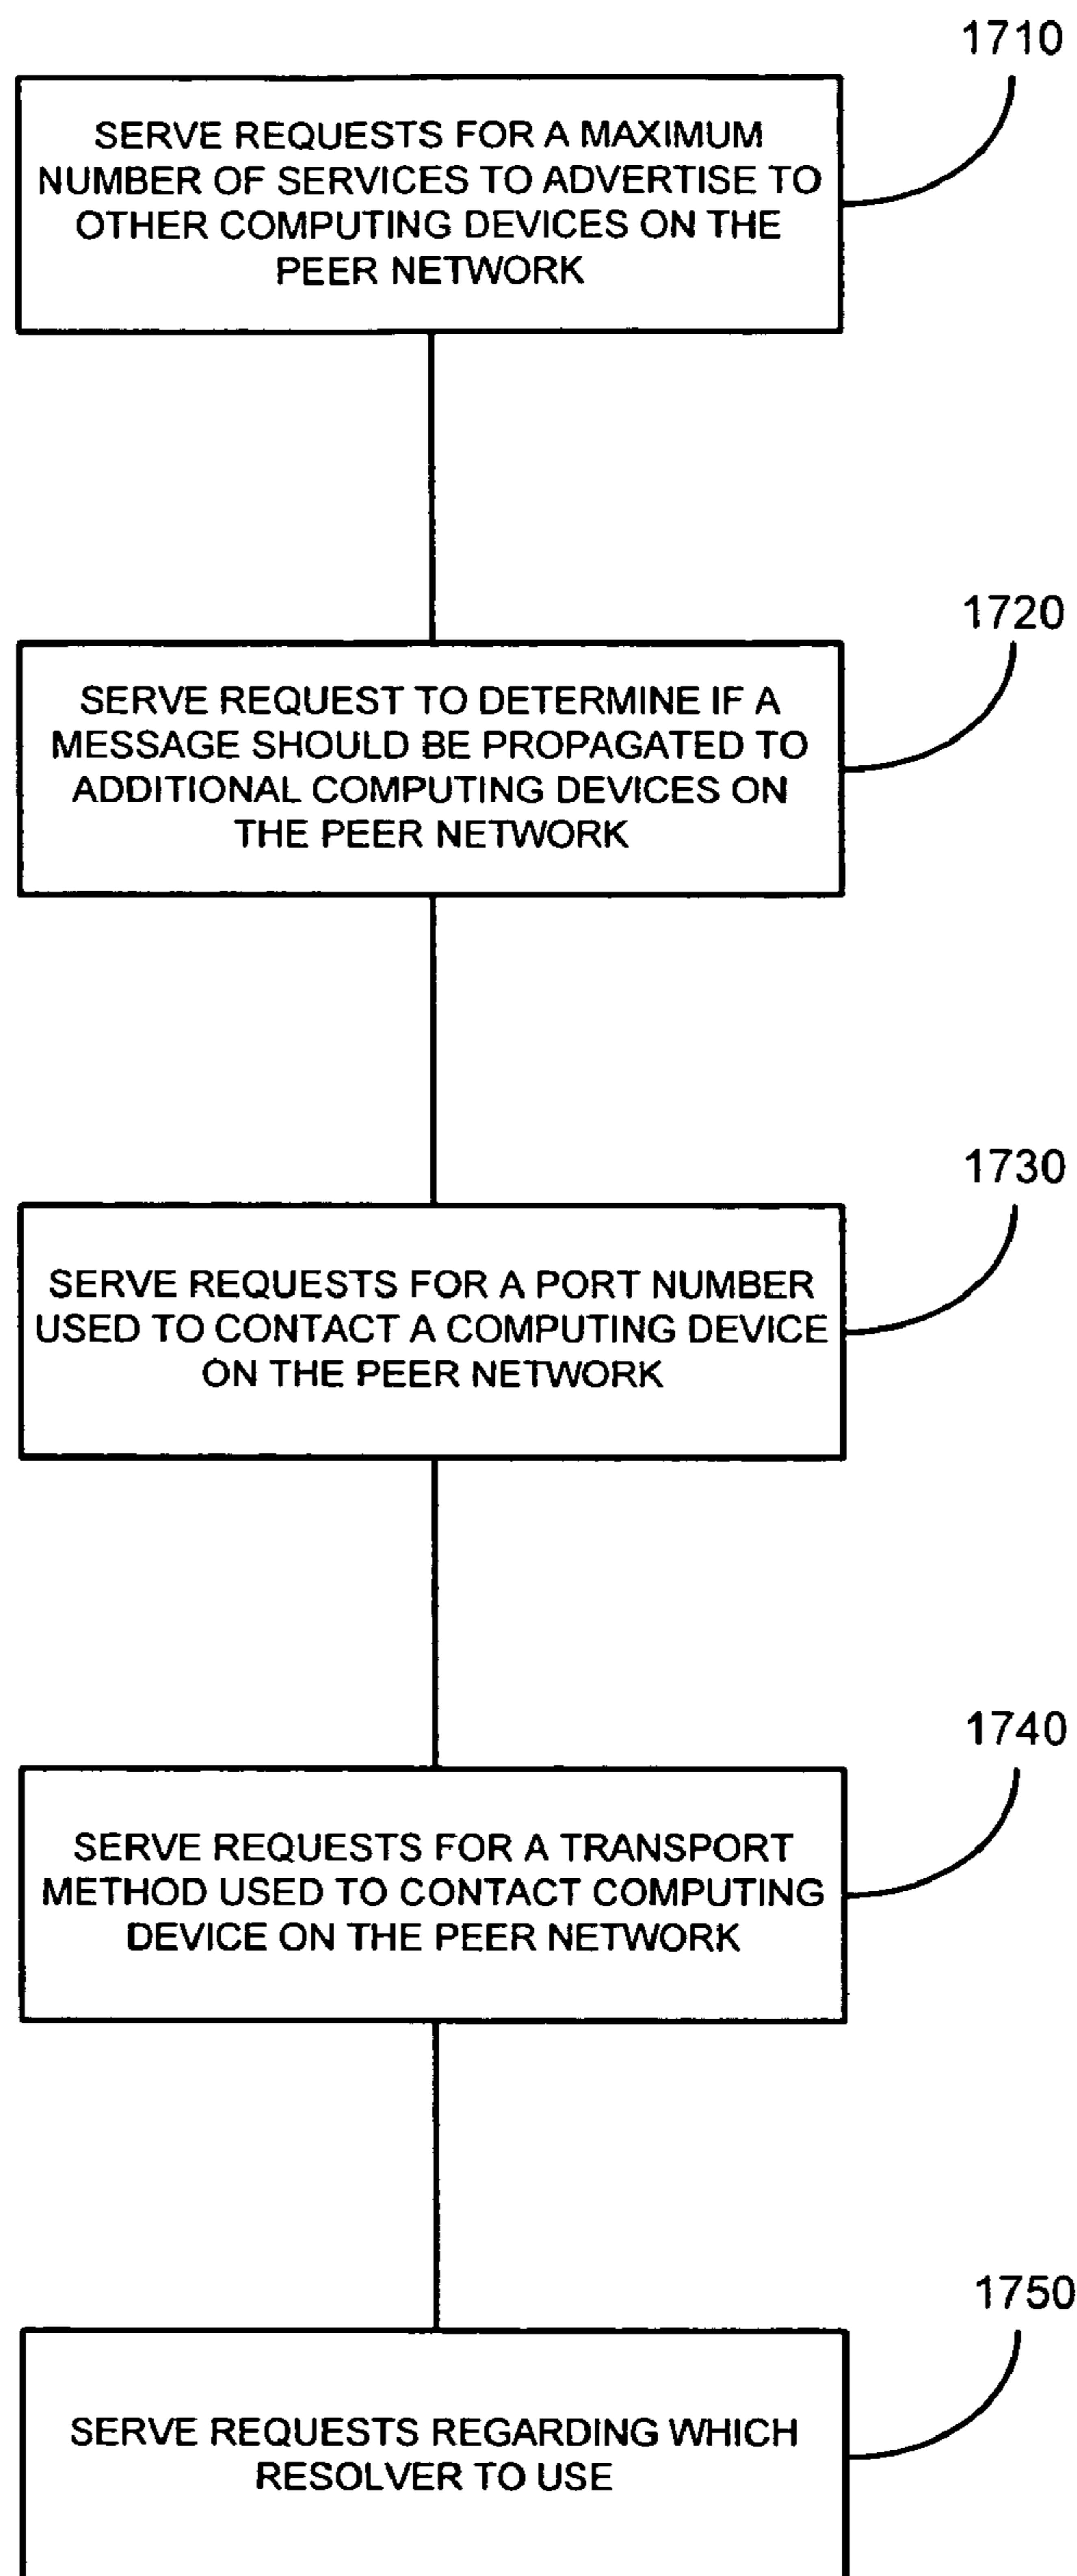 1710
SERVE REQUESTS FOR A MAXIMUM
NUMBER OF SERVICES TO ADVERTISE TO
OTHER COMPUTING DEVICES ON THE
PEER NETWORK
1720
SERVE REQUEST TO DETERMINE IF A
MESSAGE SHOULD BE PROPAGATED TO
ADDITIONAL COMPUTING DEVICES ON
THE PEER NETWORK
1730
SERVE REQUESTS FOR A PORT NUMBER
USED TO CONTACT A COMPUTING DEVICE
ON THE PEER NETWORK
1740
SERVE REQUESTS FOR A TRANSPORT
METHOD USED TO CONTACT COMPUTING
DEVICE ON THE PEER NETWORK
1750
SERVE REQUESTS REGARDING WHICH
RESOLVER TO USE